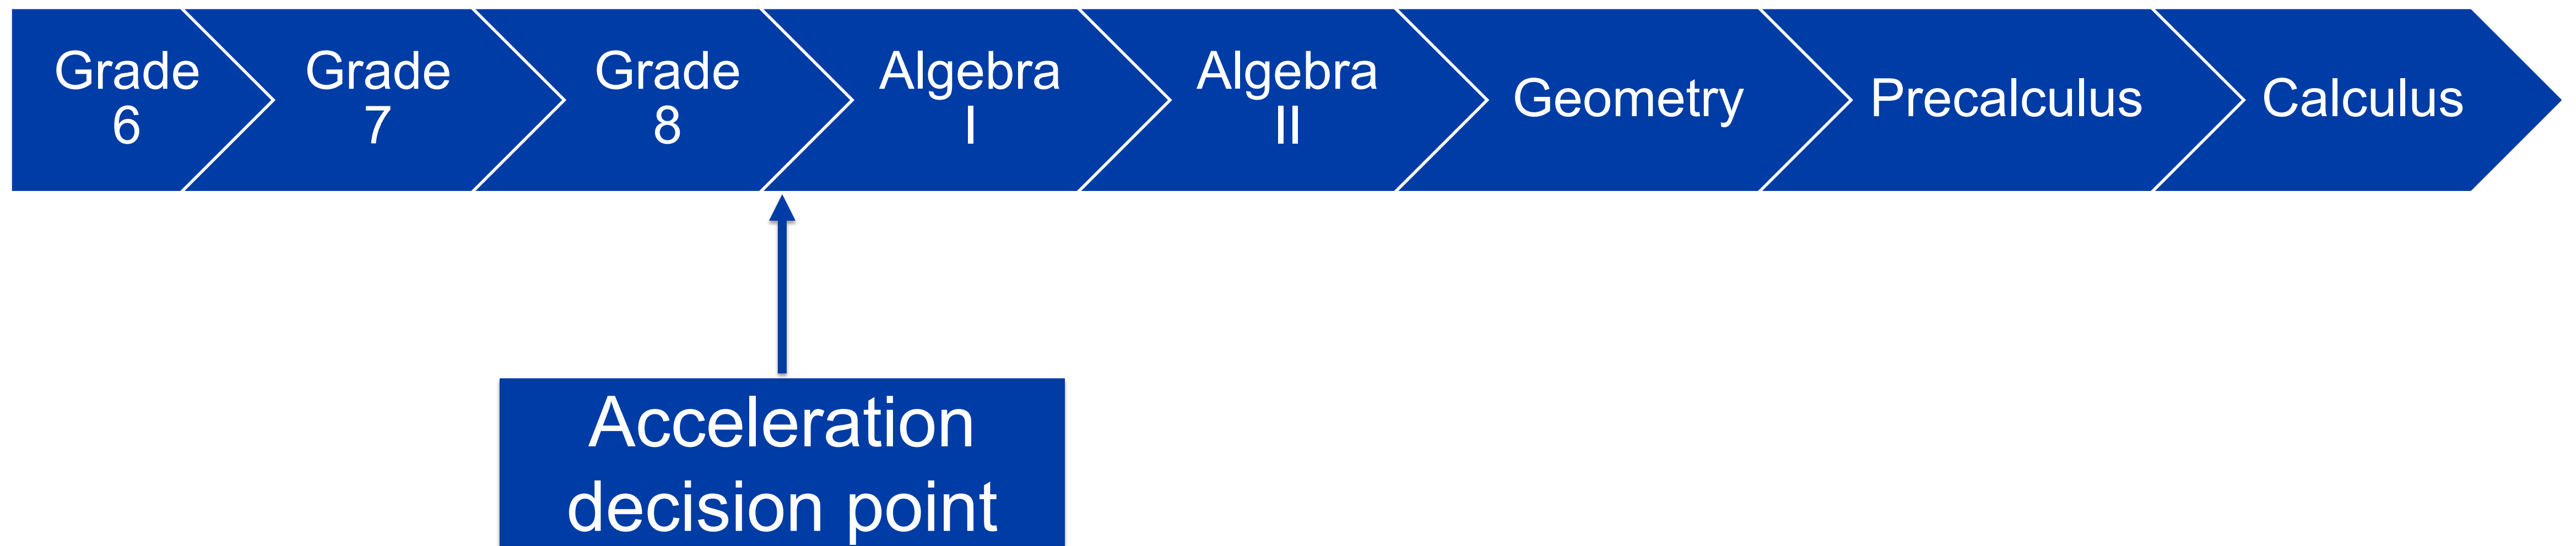 Grade
6
Grade
7
Grade
8
Algebra
I
Algebra
II
Geometry
Precalculus
Calculus
Acceleration
decision point